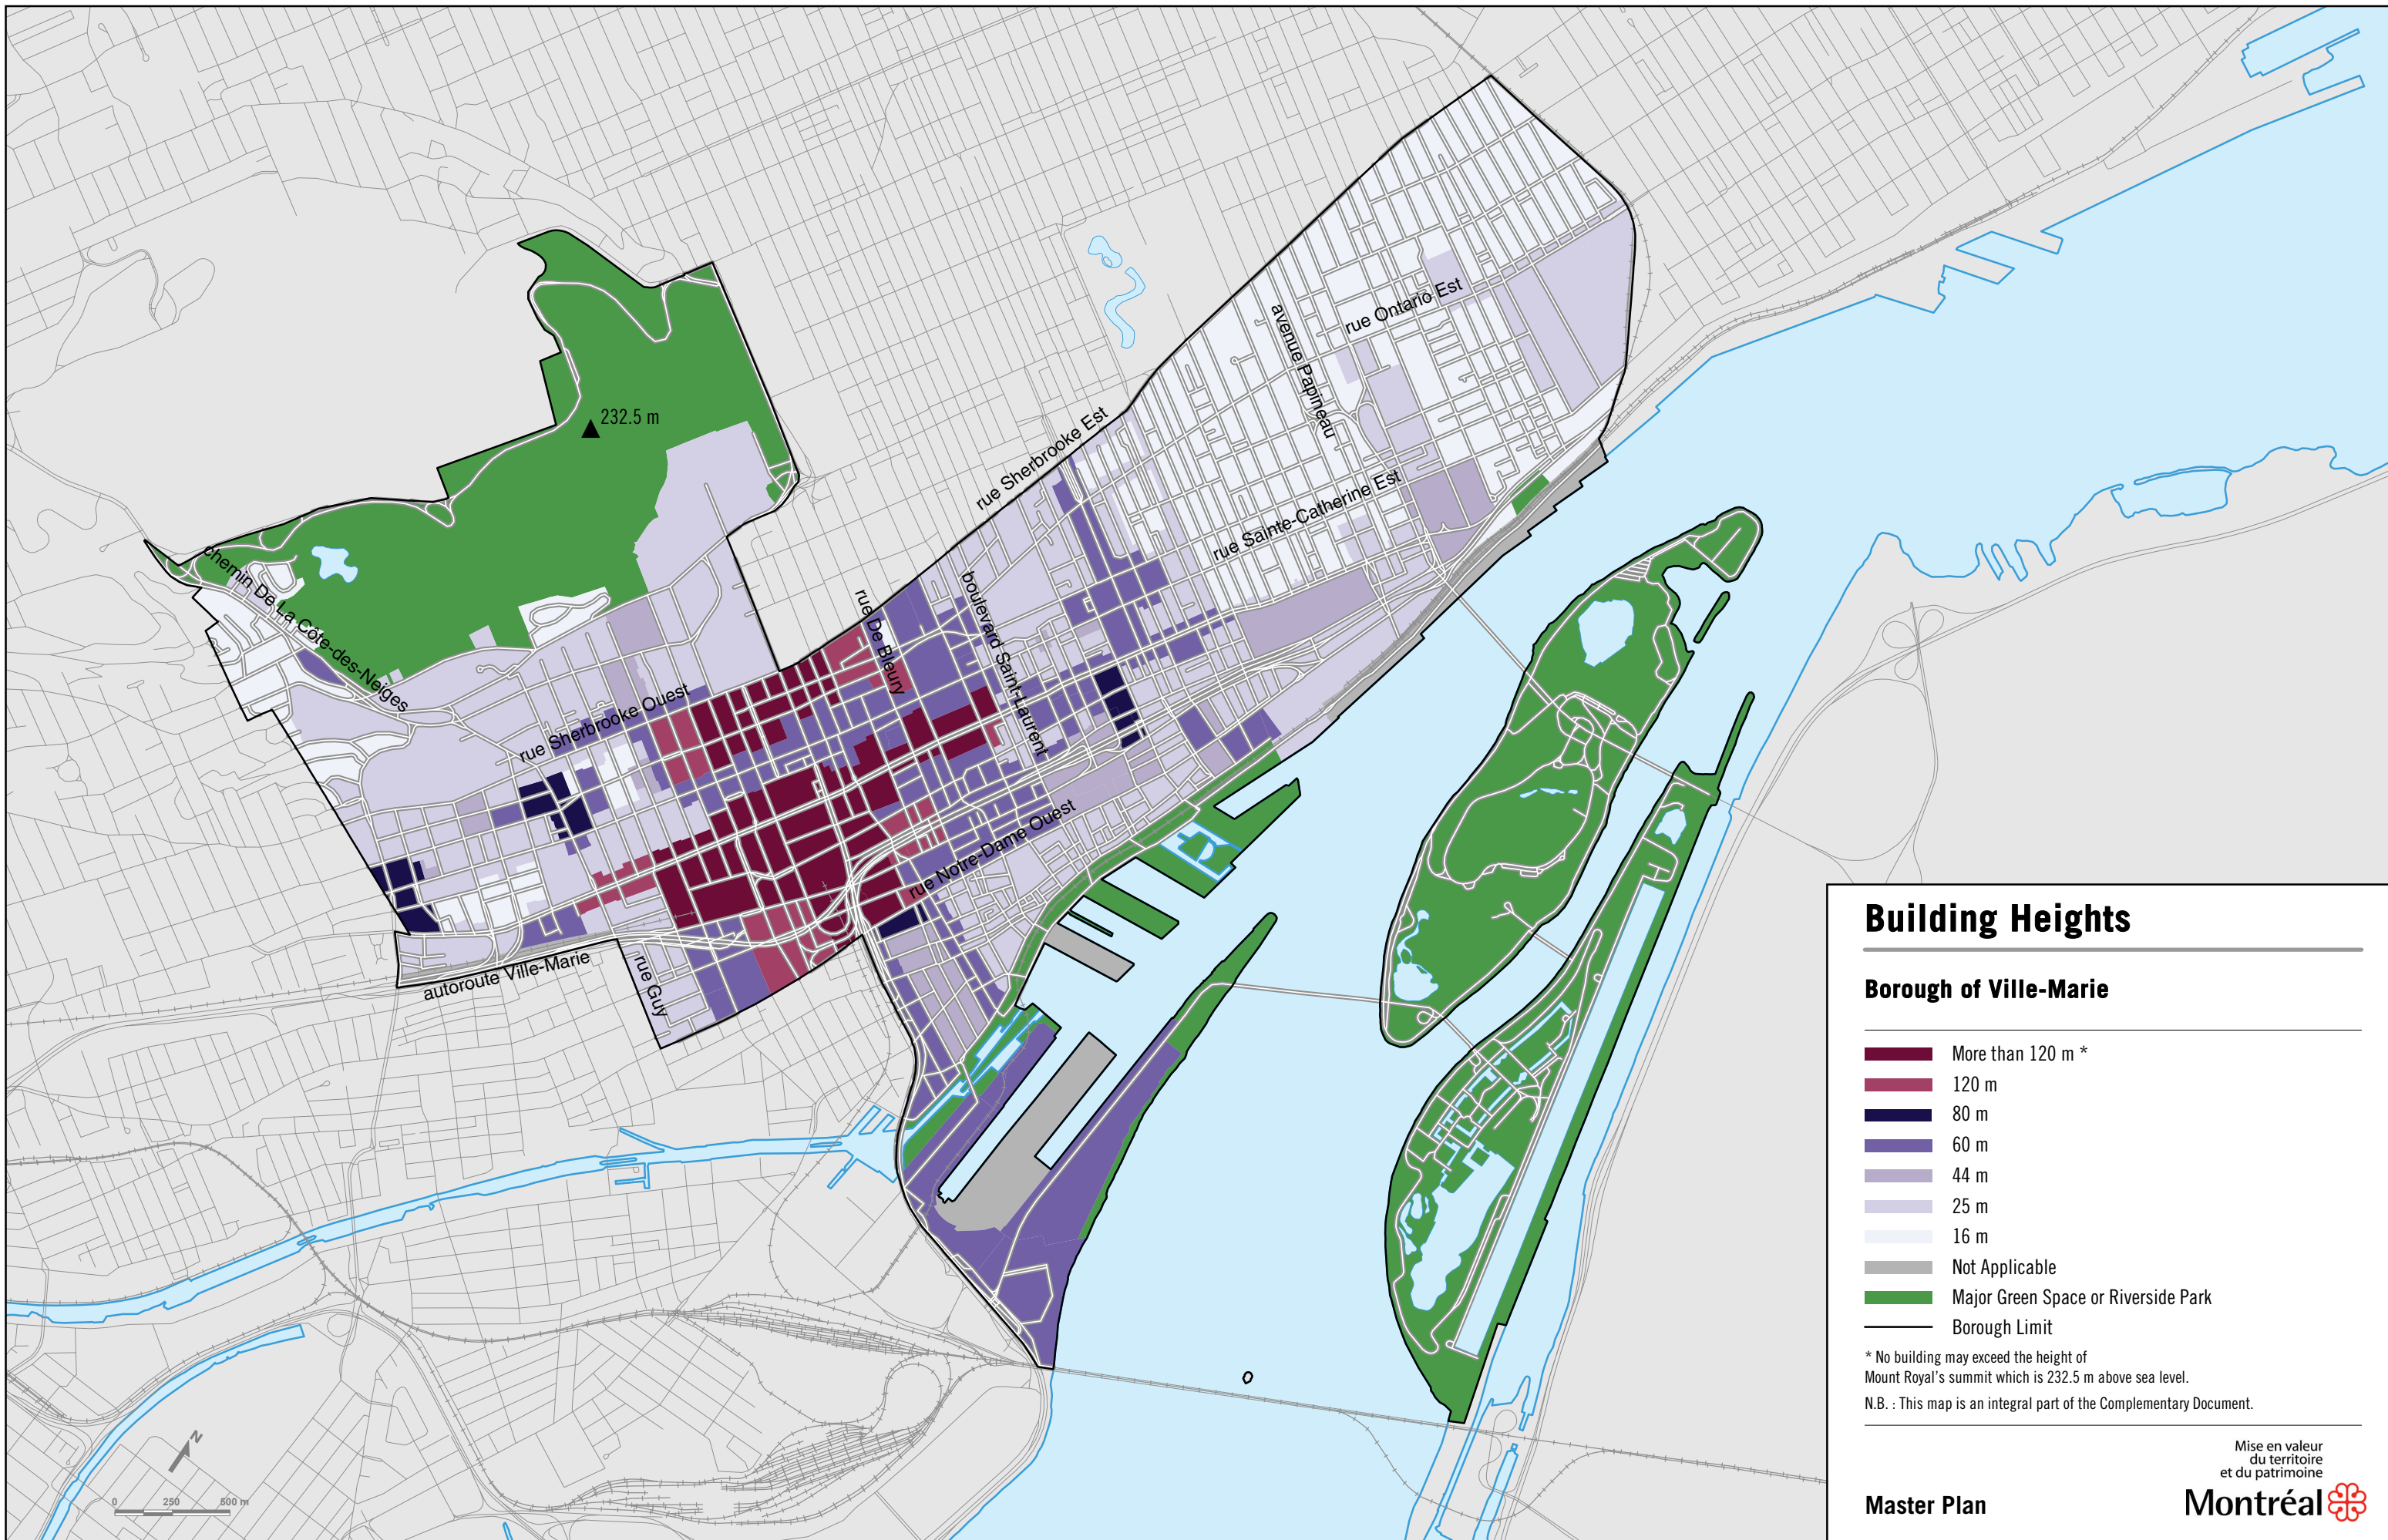 232.5 m
rue Ontario Est
avenue Papineau
rue Sherbrooke Est
rue Sainte-Catherine Est
chemin De La Côte-des-Neiges
rue De Bleury
boulevard Saint-Laurent
rue Sherbrooke Ouest
rue Notre-Dame Ouest
autoroute Ville-Marie
rue Guy
N
0 250 500 m
Building Heights
Borough of Ville-Marie
More than 120 m *
120 m
80 m
60 m
44 m
25 m
16 m
Not Applicable
Major Green Space or Riverside Park
Borough Limit
* No building may exceed the height of
Mount Royal's summit which is 232.5 m above sea level.
N.B. : This map is an integral part of the Complementary Document.
Mise en valeur
du territoire
et du patrimoine
Master Plan
Montréal